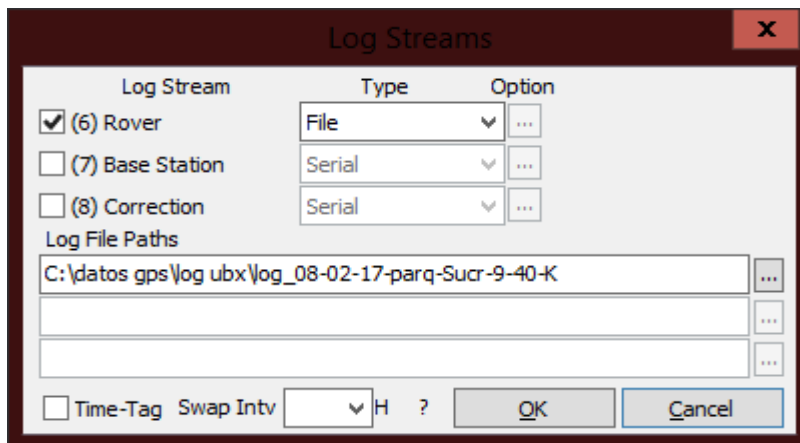 Log Streams
x
Log Stream Type Option
(6) Rover File ...
(7) Base Station Serial ...
(8) Correction Serial ...
Log File Paths
C:\datos gps\log ubx\log_08-02-17-parq-Sucr-9-40-K ...
...
...
Time-Tag Swap Intv H ? OK Cancel